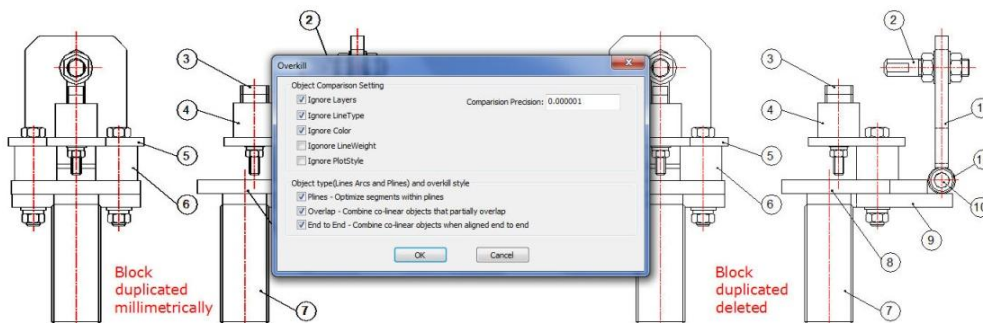 2
3
4
5
6
7
Block
duplicated
millimetrically
Overkill
Object Comparison Setting
Ignore Layers
Comparision Precision: 0.000001
Ignore LineType
Ignore Color
Igonore LineWeight
Ignore PlotStyle
Object type(Lines Arcs and Plines) and overkill style
Plines - Optimize segments within plines
Overlap - Combine co-linear objects that partially overlap
End to End - Combine co-linear objects when aligned end to end
OK
Cancel
Block
duplicated
deleted
2
3
4
5
6
7
8
9
10
1
1